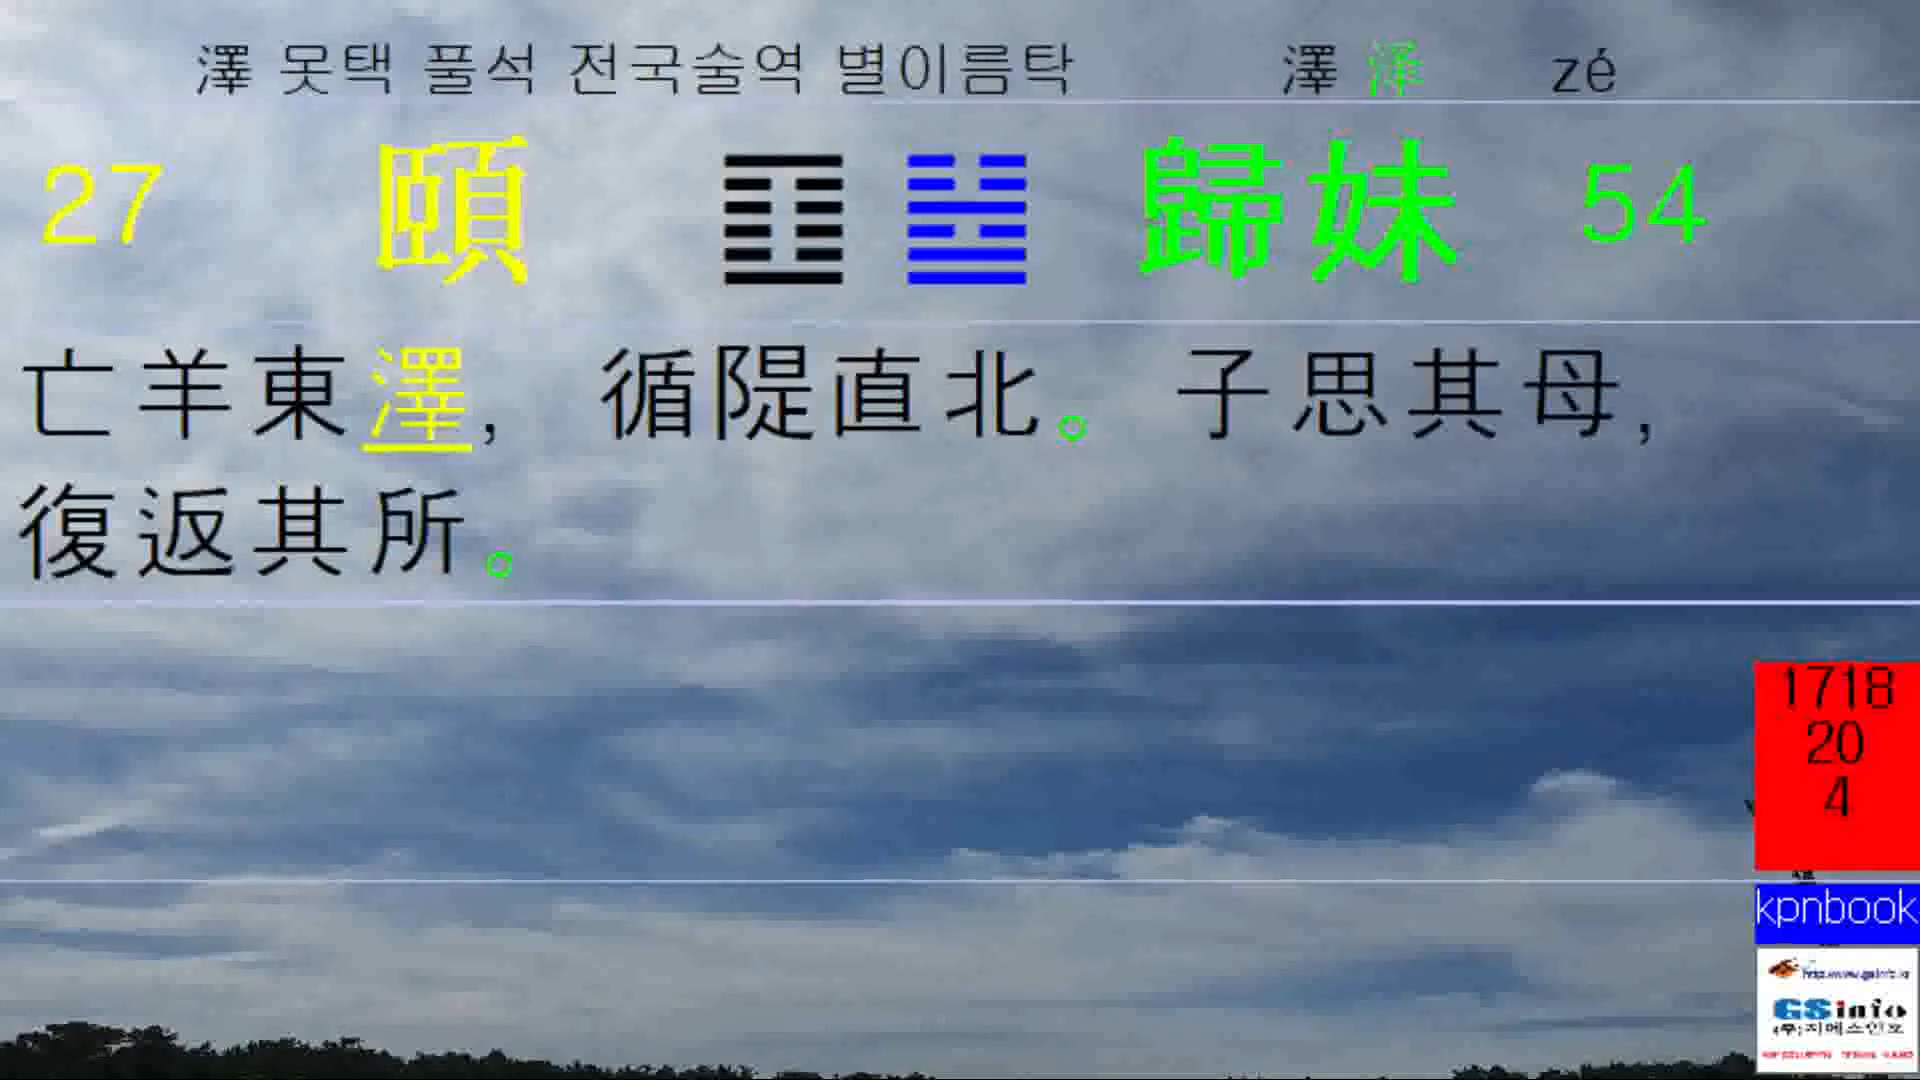 澤 못택 풀석 전국술역 별이름탁 澤 泽 zé
27 頤 歸妹 54
亡羊東澤, 循隄直北。 子思其母,
復返其所。
1718
20
4
kpnbook
GSinfo
(주)지에스인포